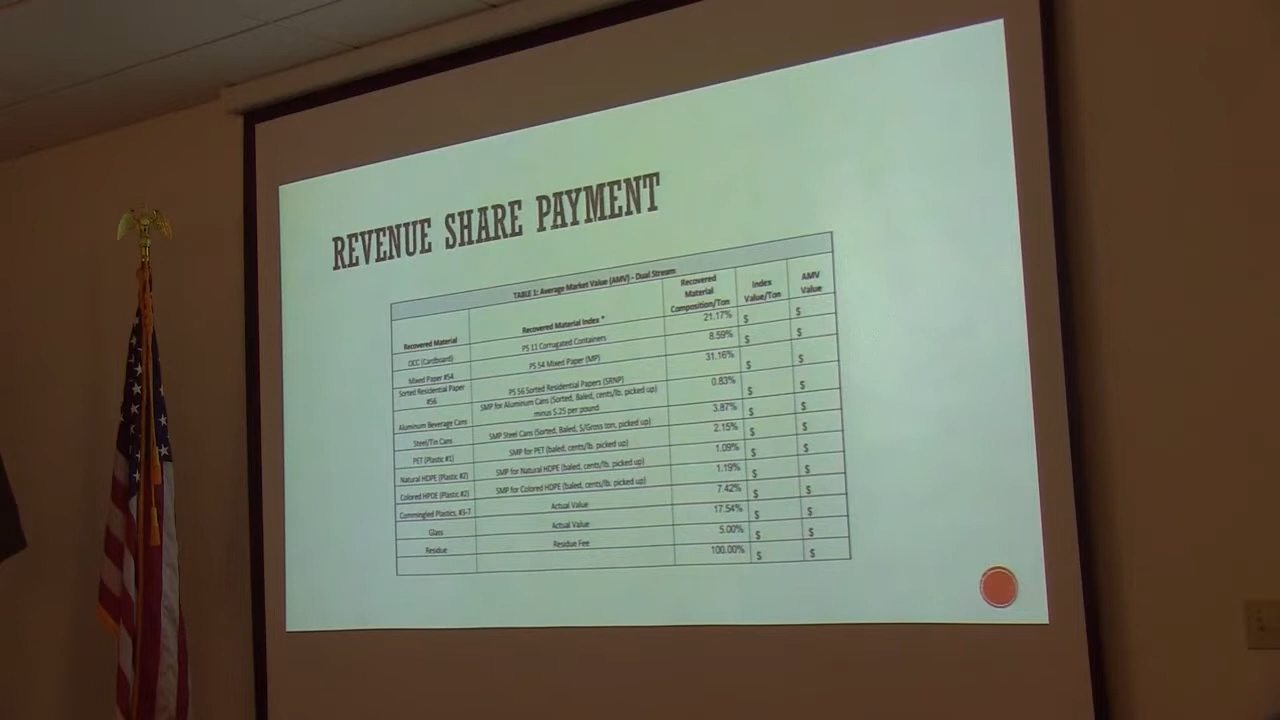 REVENUE SHARE PAYMENT
TABLE 1: Average Market Value (AMV) - Dual Stream
Recovered Material Recovered Material Index * Recovered Material Composition/Ton Index Value/Ton AMV Value
OCC (Cardboard) PS 11 Corrugated Containers 21.17% $ $
Mixed Paper #54 PS 54 Mixed Paper (MP) 8.59% $ $
Sorted Residential Paper #56 PS 56 Sorted Residential Papers (SRNP) 31.16% $ $
Aluminum Beverage Cans SMP for Aluminum Cans (Sorted, Baled, cents/lb. picked up) minus $.25 per pound 0.83% $ $
Steel/Tin Cans SMP Steel Cans (Sorted, Baled, $/Gross ton, picked up) 3.87% $ $
PET (Plastic #1) SMP for PET (baled, cents/lb. picked up) 2.15% $ $
Natural HDPE (Plastic #2) SMP for Natural HDPE (baled, cents/lb. picked up) 1.09% $ $
Colored HPDE (Plastic #2) SMP for Colored HDPE (baled, cents/lb. picked up) 1.19% $ $
Commingled Plastics, #3-7 Actual Value 7.42% $ $
Glass Actual Value 17.54% $ $
Residue Residue Fee 5.00% $ $
100.00% $ $